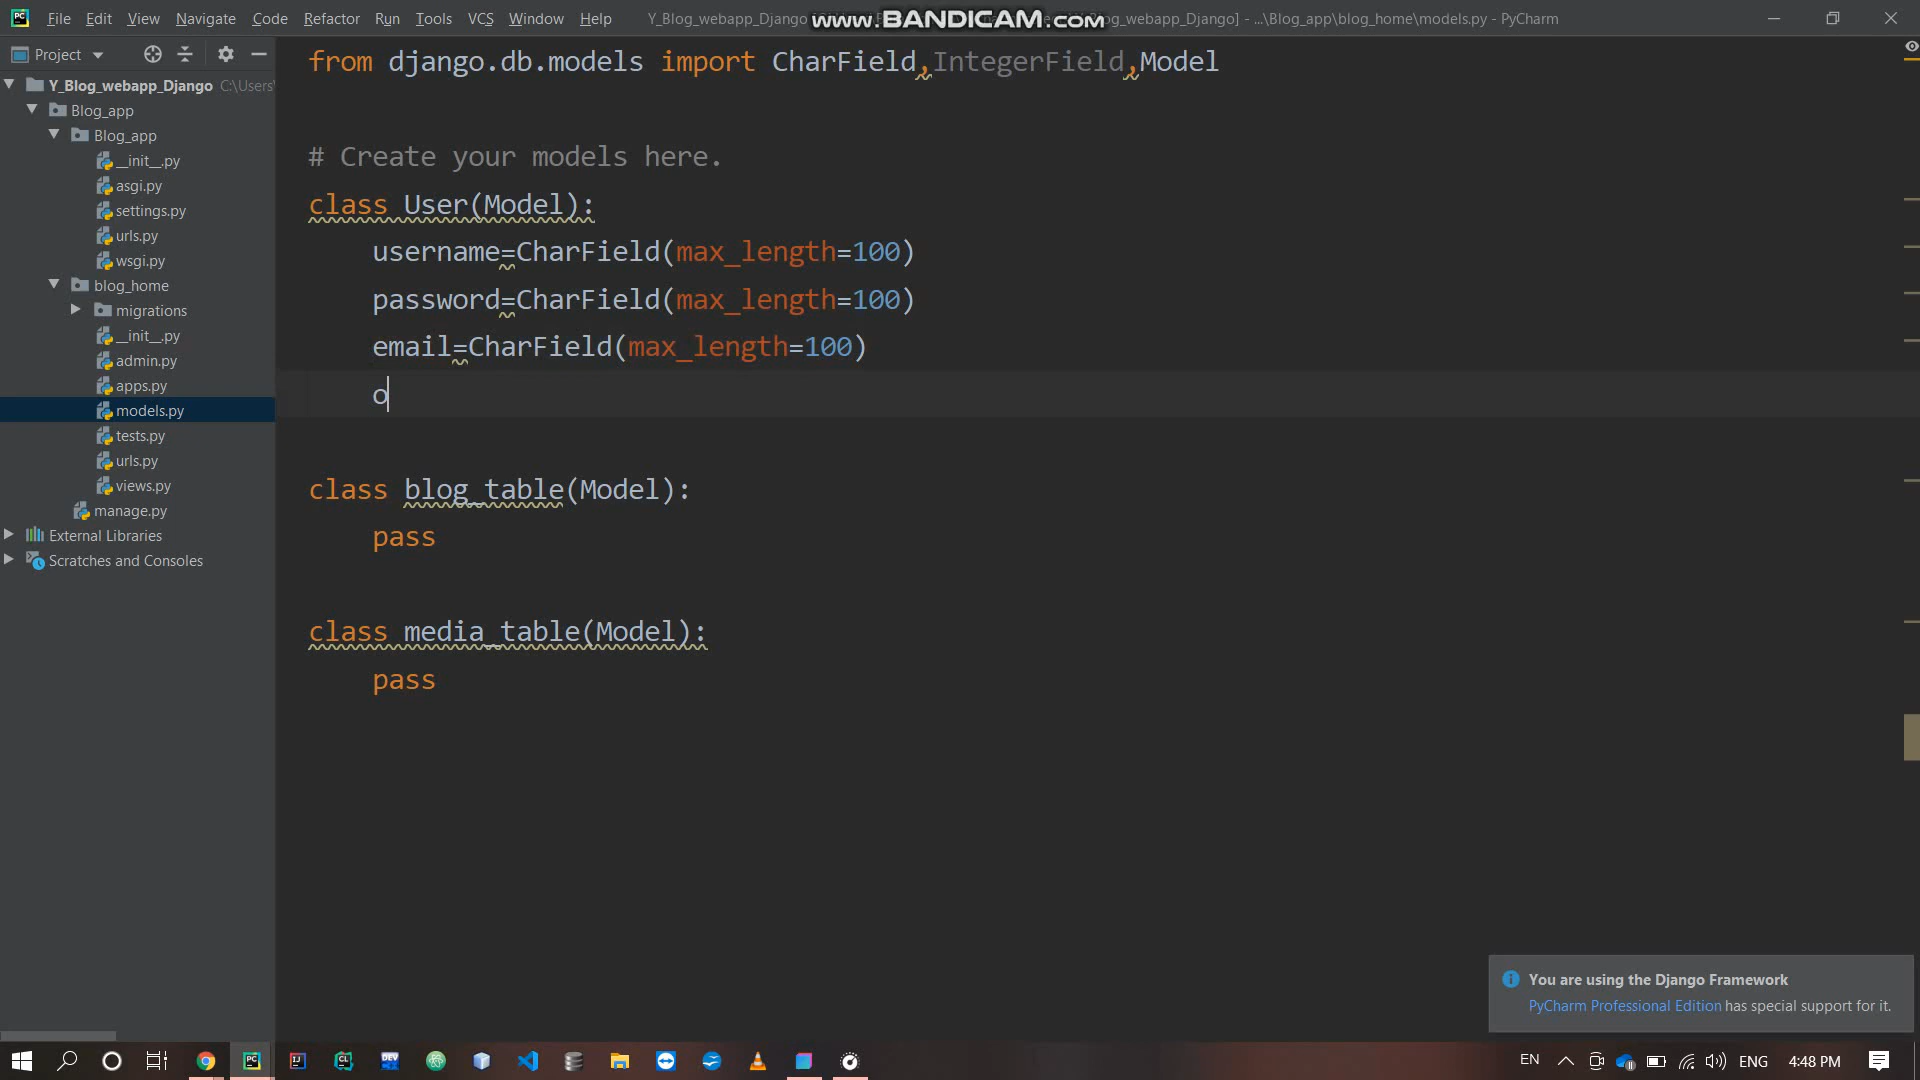 File Edit View Navigate Code Refactor Run Tools VCS Window Help Y_Blog_webapp_Django www.BANDICAM.com _webapp_Django] - ...\Blog_app\blog_home\models.py - PyCharm
Project
Y_Blog_webapp_Django C:\Users\
Blog_app
Blog_app
__init__.py
asgi.py
settings.py
urls.py
wsgi.py
blog_home
migrations
__init__.py
admin.py
apps.py
models.py
tests.py
urls.py
views.py
manage.py
External Libraries
Scratches and Consoles
from django.db.models import CharField,IntegerField,Model
# Create your models here.
class User(Model):
username=CharField(max_length=100)
password=CharField(max_length=100)
email=CharField(max_length=100)
o
class blog_table(Model):
pass
class media_table(Model):
pass
You are using the Django Framework
PyCharm Professional Edition has special support for it.
EN ENG 4:48 PM